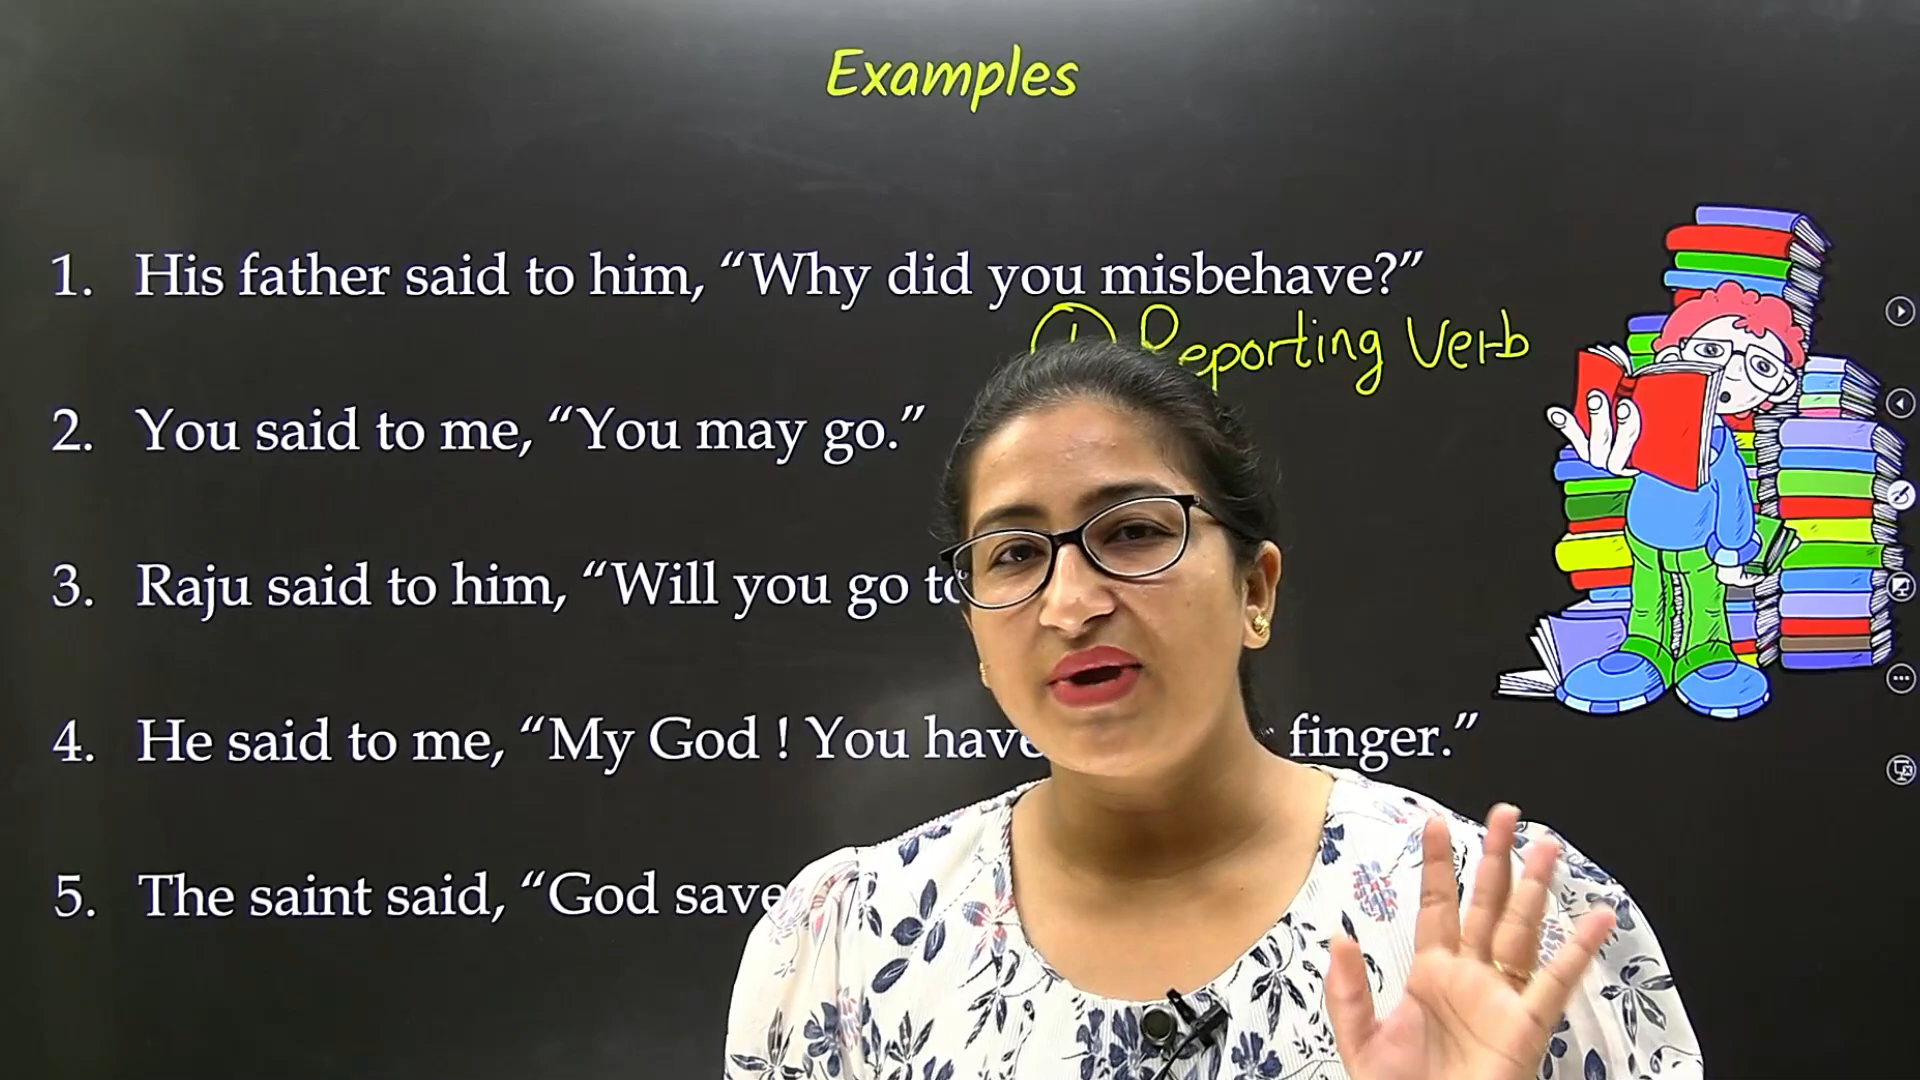 Examples
1. His father said to him, “Why did you misbehave?”
① Reporting Verb
2. You said to me, “You may go.”
3. Raju said to him, “Will you go
4. He said to me, “My God ! You have finger.”
5. The saint said, “God save